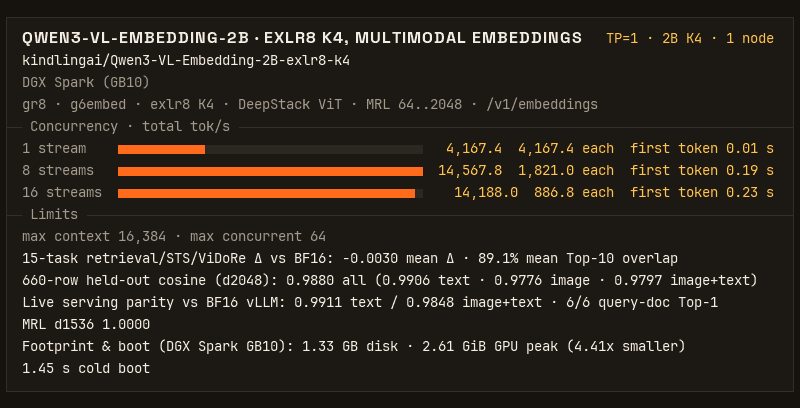 QWEN3-VL-EMBEDDING-2B · EXLR8 K4, MULTIMODAL EMBEDDINGS TP=1 · 2B K4 · 1 node
kindlingai/Qwen3-VL-Embedding-2B-exlr8-k4
DGX Spark (GB10)
gr8 · g6embed · exlr8 K4 · DeepStack ViT · MRL 64..2048 · /v1/embeddings
Concurrency · total tok/s
1 stream 4,167.4 4,167.4 each first token 0.01 s
8 streams 14,567.8 1,821.0 each first token 0.19 s
16 streams 14,188.0 886.8 each first token 0.23 s
Limits
max context 16,384 · max concurrent 64
15-task retrieval/STS/ViDoRe Δ vs BF16: -0.0030 mean Δ · 89.1% mean Top-10 overlap
660-row held-out cosine (d2048): 0.9880 all (0.9906 text · 0.9776 image · 0.9797 image+text)
Live serving parity vs BF16 vLLM: 0.9911 text / 0.9848 image+text · 6/6 query-doc Top-1
MRL d1536 1.0000
Footprint & boot (DGX Spark GB10): 1.33 GB disk · 2.61 GiB GPU peak (4.41x smaller)
1.45 s cold boot